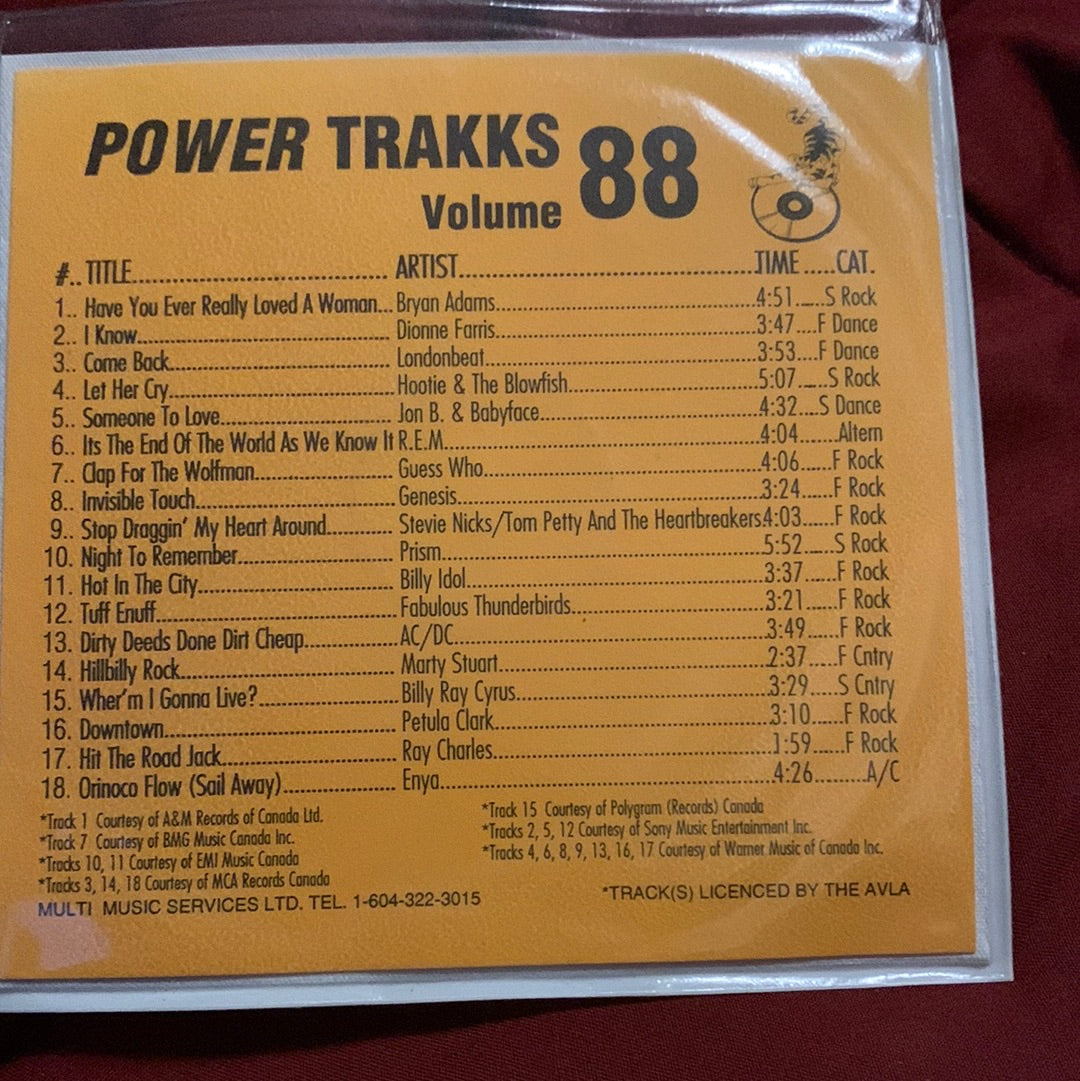 POWER TRAKKS
Volume 88
#.. TITLE................................ ARTIST.....................................TIME .....CAT.
1.. Have You Ever Really Loved A Woman... Bryan Adams.....................................4:51......S Rock
2.. I Know................................ Dionne Farris.....................................3:47....F Dance
3.. Come Back................................ Londonbeat.....................................3:53....F Dance
4.. Let Her Cry................................ Hootie & The Blowfish.............................5:07......S Rock
5.. Someone To Love........................ Jon B. & Babyface................................4:32....S Dance
6.. Its The End Of The World As We Know It R.E.M.............................................4:04.......Altern
7.. Clap For The Wolfman................... Guess Who........................................4:06......F Rock
8.. Invisible Touch........................... Genesis............................................3:24......F Rock
9.. Stop Draggin' My Heart Around............ Stevie Nicks/Tom Petty And The Heartbreakers4:03......F Rock
10. Night To Remember...................... Prism..............................................5:52......S Rock
11. Hot In The City........................... Billy Idol.........................................3:37......F Rock
12. Tuff Enuff................................ Fabulous Thunderbirds.............................3:21......F Rock
13. Dirty Deeds Done Dirt Cheap............. AC/DC.............................................3:49......F Rock
14. Hillbilly Rock............................. Marty Stuart......................................2:37.....F Cntry
15. Wher'm I Gonna Live?................... Billy Ray Cyrus...................................3:29....S Cntry
16. Downtown................................ Petula Clark......................................3:10......F Rock
17. Hit The Road Jack........................ Ray Charles.......................................1:59......F Rock
18. Orinoco Flow (Sail Away)................. Enya..............................................4:26.........A/C
*Track 1 Courtesy of A&M Records of Canada Ltd.
*Track 7 Courtesy of BMG Music Canada Inc.
*Tracks 10, 11 Courtesy of EMI Music Canada
*Tracks 3, 14, 18 Courtesy of MCA Records Canada
*Track 15 Courtesy of Polygram (Records) Canada
*Tracks 2, 5, 12 Courtesy of Sony Music Entertainment Inc.
*Tracks 4, 6, 8, 9, 13, 16, 17 Courtesy of Warner Music of Canada Inc.
MULTI MUSIC SERVICES LTD. TEL. 1-604-322-3015
*TRACK(S) LICENCED BY THE AVLA